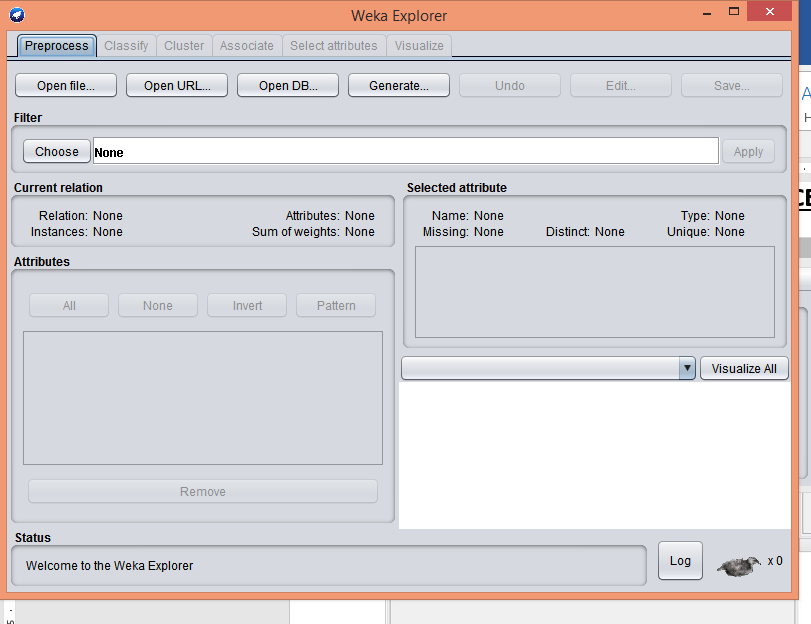 Weka Explorer
Preprocess Classify Cluster Associate Select attributes Visualize
Open file... Open URL... Open DB... Generate... Undo Edit... Save...
Filter
Choose None Apply
Current relation
Relation: None Attributes: None
Instances: None Sum of weights: None
Selected attribute
Name: None Type: None
Missing: None Distinct: None Unique: None
Attributes
All None Invert Pattern
Remove
Visualize All
Status
Welcome to the Weka Explorer
Log x 0